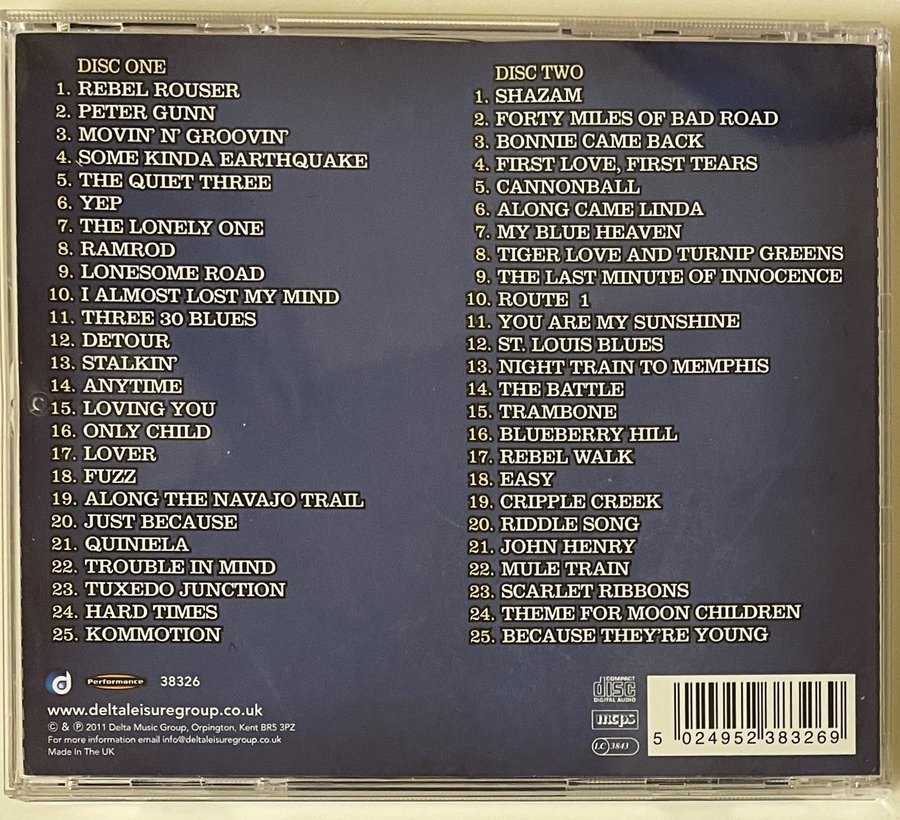 DISC ONE
1. REBEL ROUSER
2. PETER GUNN
3. MOVIN' N' GROOVIN'
4. SOME KINDA EARTHQUAKE
5. THE QUIET THREE
6. YEP
7. THE LONELY ONE
8. RAMROD
9. LONESOME ROAD
10. I ALMOST LOST MY MIND
11. THREE 30 BLUES
12. DETOUR
13. STALKIN'
14. ANYTIME
15. LOVING YOU
16. ONLY CHILD
17. LOVER
18. FUZZ
19. ALONG THE NAVAJO TRAIL
20. JUST BECAUSE
21. QUINIELA
22. TROUBLE IN MIND
23. TUXEDO JUNCTION
24. HARD TIMES
25. KOMMOTION
DISC TWO
1. SHAZAM
2. FORTY MILES OF BAD ROAD
3. BONNIE CAME BACK
4. FIRST LOVE, FIRST TEARS
5. CANNONBALL
6. ALONG CAME LINDA
7. MY BLUE HEAVEN
8. TIGER LOVE AND TURNIP GREENS
9. THE LAST MINUTE OF INNOCENCE
10. ROUTE 1
11. YOU ARE MY SUNSHINE
12. ST. LOUIS BLUES
13. NIGHT TRAIN TO MEMPHIS
14. THE BATTLE
15. TRAMBONE
16. BLUEBERRY HILL
17. REBEL WALK
18. EASY
19. CRIPPLE CREEK
20. RIDDLE SONG
21. JOHN HENRY
22. MULE TRAIN
23. SCARLET RIBBONS
24. THEME FOR MOON CHILDREN
25. BECAUSE THEY'RE YOUNG
d Performance 38326
www.deltaleisuregroup.co.uk
© & ℗ 2011 Delta Music Group, Orpington, Kent BR5 3PZ
For more information email info@deltaleisuregroup.co.uk
Made In The UK
COMPACT
disc
DIGITAL AUDIO
mcps
LC 3843
5 024952 383269